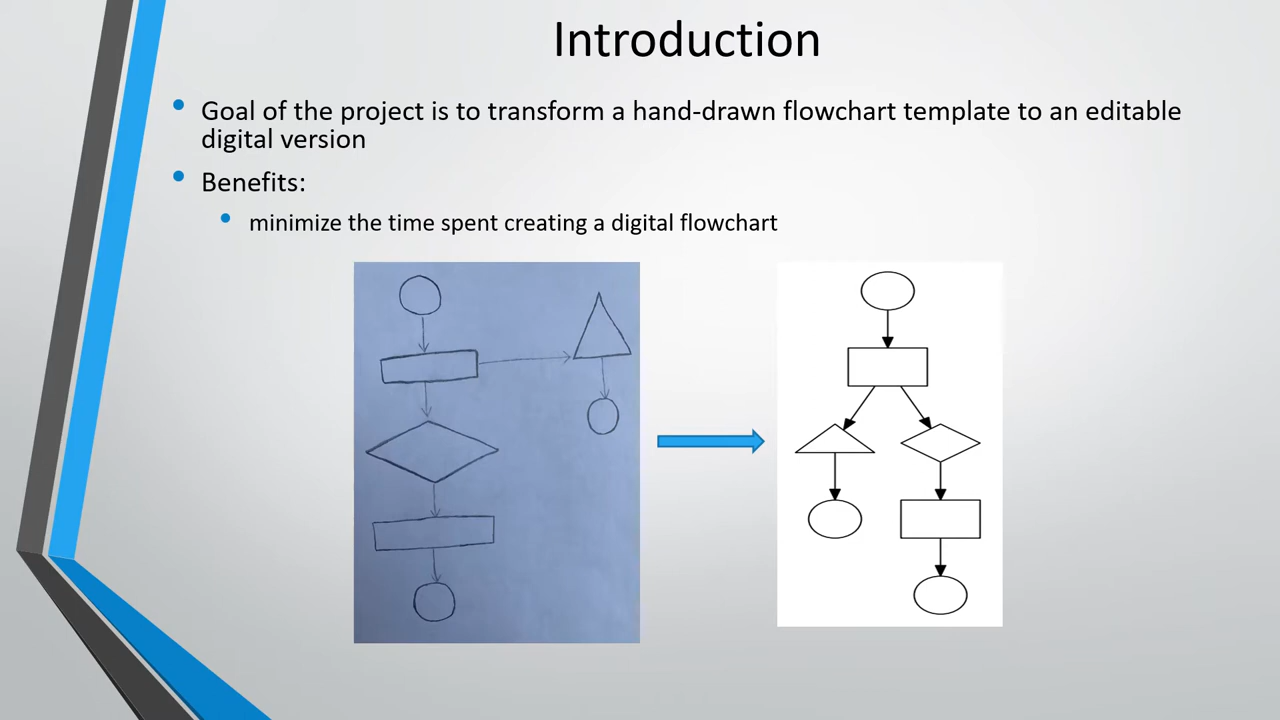 Introduction
Goal of the project is to transform a hand-drawn flowchart template to an editable
digital version
Benefits:
minimize the time spent creating a digital flowchart